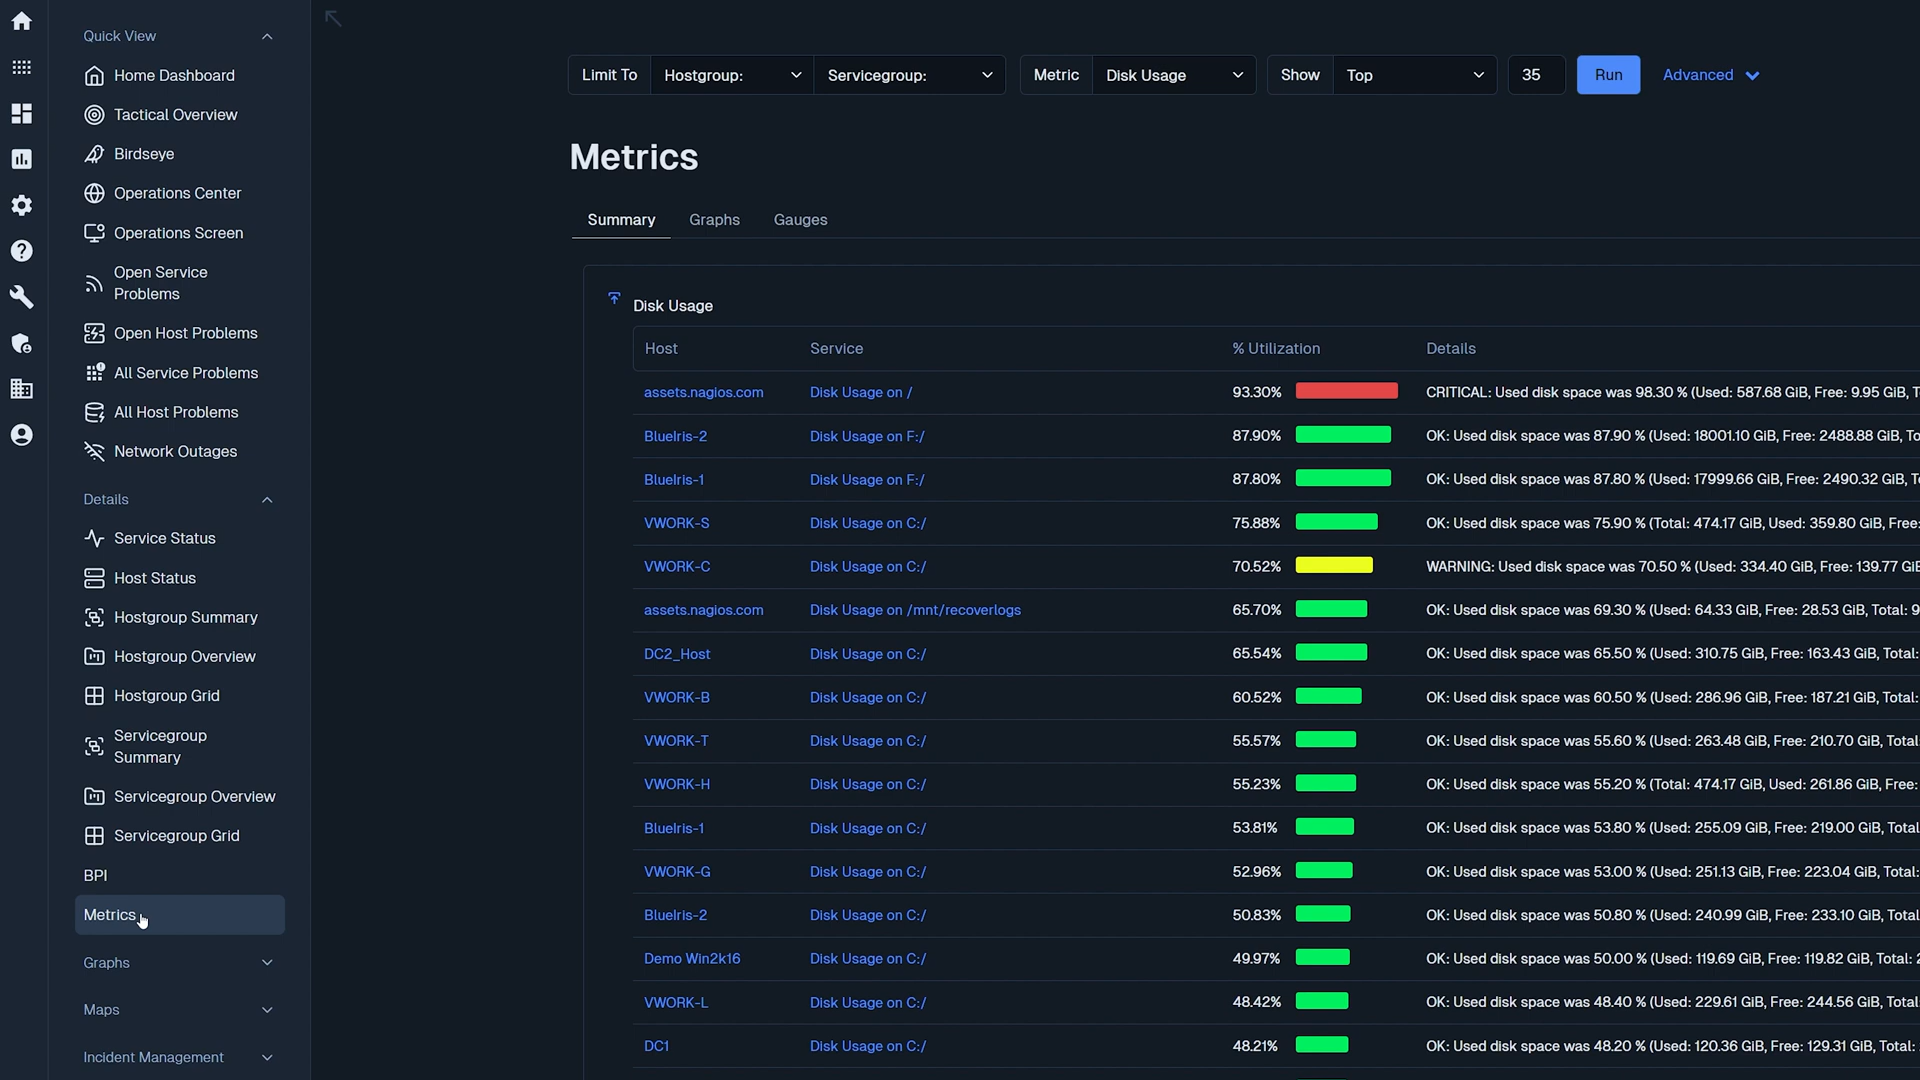 Quick View
Home Dashboard
Tactical Overview
Birdseye
Operations Center
Operations Screen
Open Service
Problems
Open Host Problems
All Service Problems
All Host Problems
Network Outages
Details
Service Status
Host Status
Hostgroup Summary
Hostgroup Overview
Hostgroup Grid
Servicegroup
Summary
Servicegroup Overview
Servicegroup Grid
BPI
Metrics
Graphs
Maps
Incident Management
Limit To Hostgroup: Servicegroup: Metric Disk Usage Show Top 35 Run Advanced
Metrics
Summary Graphs Gauges
Disk Usage
Host Service % Utilization Details
assets.nagios.com Disk Usage on / 93.30% CRITICAL: Used disk space was 98.30 % (Used: 587.68 GiB, Free: 9.95 GiB, T
BlueIris-2 Disk Usage on F:/ 87.90% OK: Used disk space was 87.90 % (Used: 18001.10 GiB, Free: 2488.88 GiB, To
BlueIris-1 Disk Usage on F:/ 87.80% OK: Used disk space was 87.80 % (Used: 17999.66 GiB, Free: 2490.32 GiB, T
VWORK-S Disk Usage on C:/ 75.88% OK: Used disk space was 75.90 % (Total: 474.17 GiB, Used: 359.80 GiB, Free:
VWORK-C Disk Usage on C:/ 70.52% WARNING: Used disk space was 70.50 % (Used: 334.40 GiB, Free: 139.77 GiB
assets.nagios.com Disk Usage on /mnt/recoverlogs 65.70% OK: Used disk space was 69.30 % (Used: 64.33 GiB, Free: 28.53 GiB, Total: 9
DC2_Host Disk Usage on C:/ 65.54% OK: Used disk space was 65.50 % (Used: 310.75 GiB, Free: 163.43 GiB, Total:
VWORK-B Disk Usage on C:/ 60.52% OK: Used disk space was 60.50 % (Used: 286.96 GiB, Free: 187.21 GiB, Total:
VWORK-T Disk Usage on C:/ 55.57% OK: Used disk space was 55.60 % (Used: 263.48 GiB, Free: 210.70 GiB, Total
VWORK-H Disk Usage on C:/ 55.23% OK: Used disk space was 55.20 % (Total: 474.17 GiB, Used: 261.86 GiB, Free:
BlueIris-1 Disk Usage on C:/ 53.81% OK: Used disk space was 53.80 % (Used: 255.09 GiB, Free: 219.00 GiB, Total
VWORK-G Disk Usage on C:/ 52.96% OK: Used disk space was 53.00 % (Used: 251.13 GiB, Free: 223.04 GiB, Total:
BlueIris-2 Disk Usage on C:/ 50.83% OK: Used disk space was 50.80 % (Used: 240.99 GiB, Free: 233.10 GiB, Total
Demo Win2k16 Disk Usage on C:/ 49.97% OK: Used disk space was 50.00 % (Used: 119.69 GiB, Free: 119.82 GiB, Total: 2
VWORK-L Disk Usage on C:/ 48.42% OK: Used disk space was 48.40 % (Used: 229.61 GiB, Free: 244.56 GiB, Total
DC1 Disk Usage on C:/ 48.21% OK: Used disk space was 48.20 % (Used: 120.36 GiB, Free: 129.31 GiB, Total: